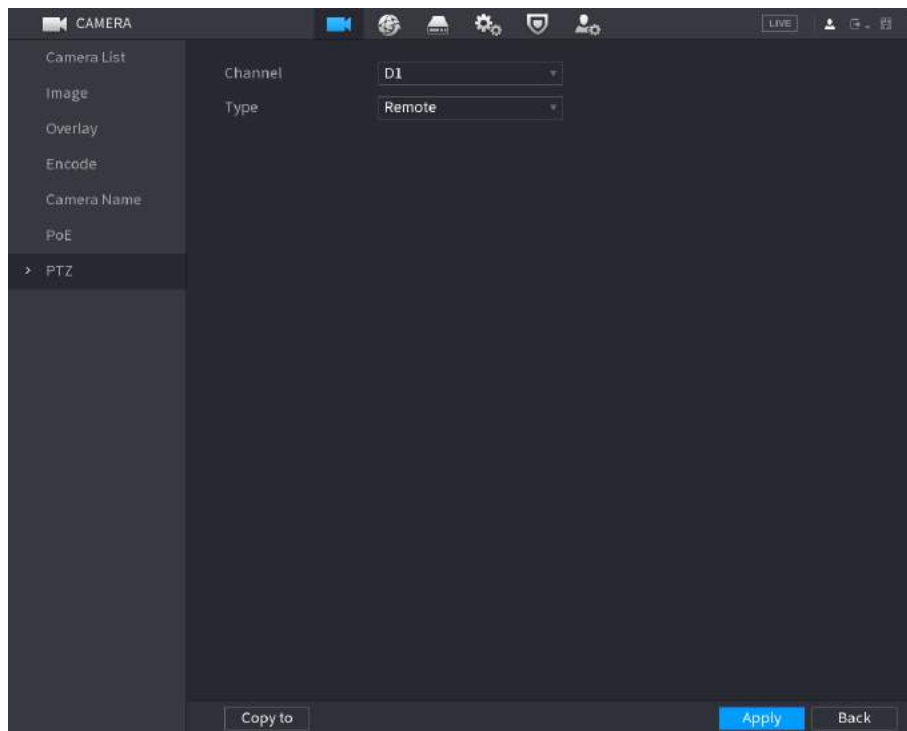 CAMERA
LIVE
Camera List
Image
Overlay
Encode
Camera Name
PoE
> PTZ
Channel D1
Type Remote
Copy to
Apply
Back